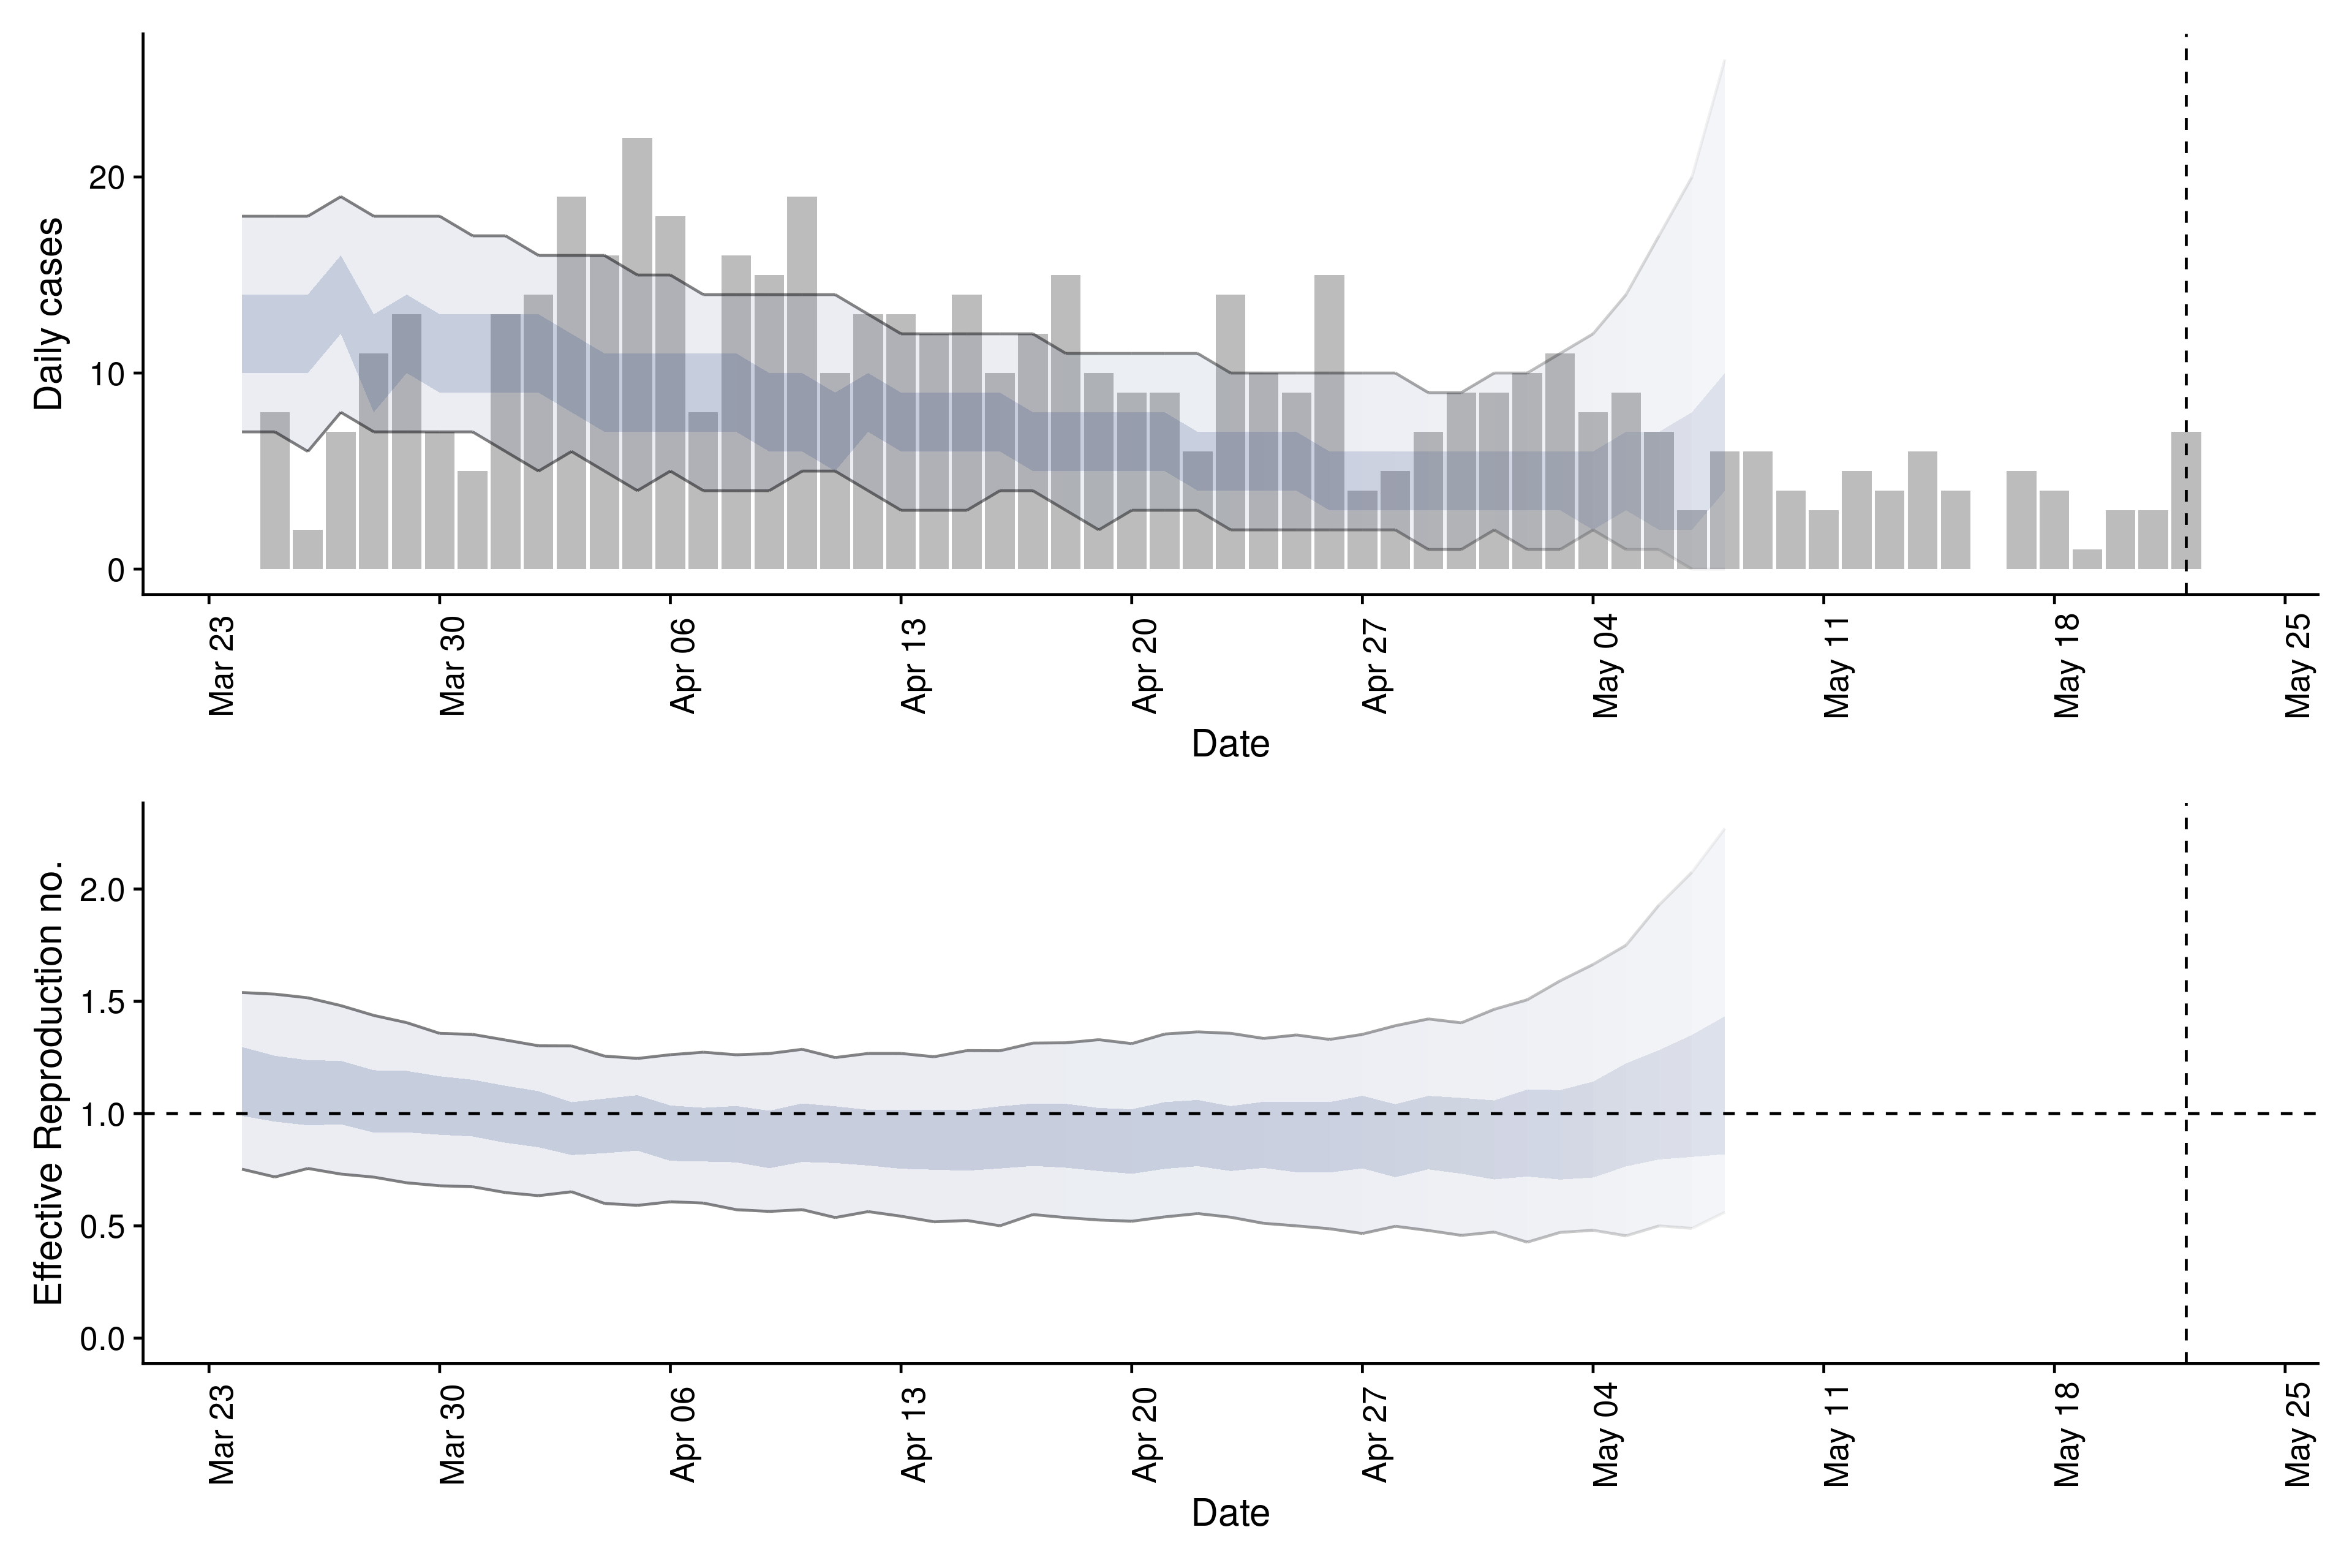 Daily cases
20
10
0
Mar 23
Mar 30
Apr 06
Apr 13
Apr 20
Apr 27
May 04
May 11
May 18
May 25
Date
Effective Reproduction no.
2.0
1.5
1.0
0.5
0.0
Mar 23
Mar 30
Apr 06
Apr 13
Apr 20
Apr 27
May 04
May 11
May 18
May 25
Date